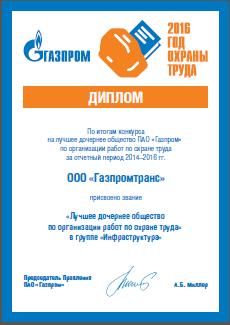 ГАЗПРОМ
2016
ГОД
ОХРАНЫ
ТРУДА
ДИПЛОМ
По итогам конкурса
на лучшее дочернее общество ПАО «Газпром»
по организации работ по охране труда
за отчетный период 2014–2016 гг.
ООО «Газпромтранс»
присвоено звание
«Лучшее дочернее общество
по организации работ по охране труда»
в группе «Инфраструктура»
Председатель Правления
ПАО «Газпром»
А.Б. Миллер